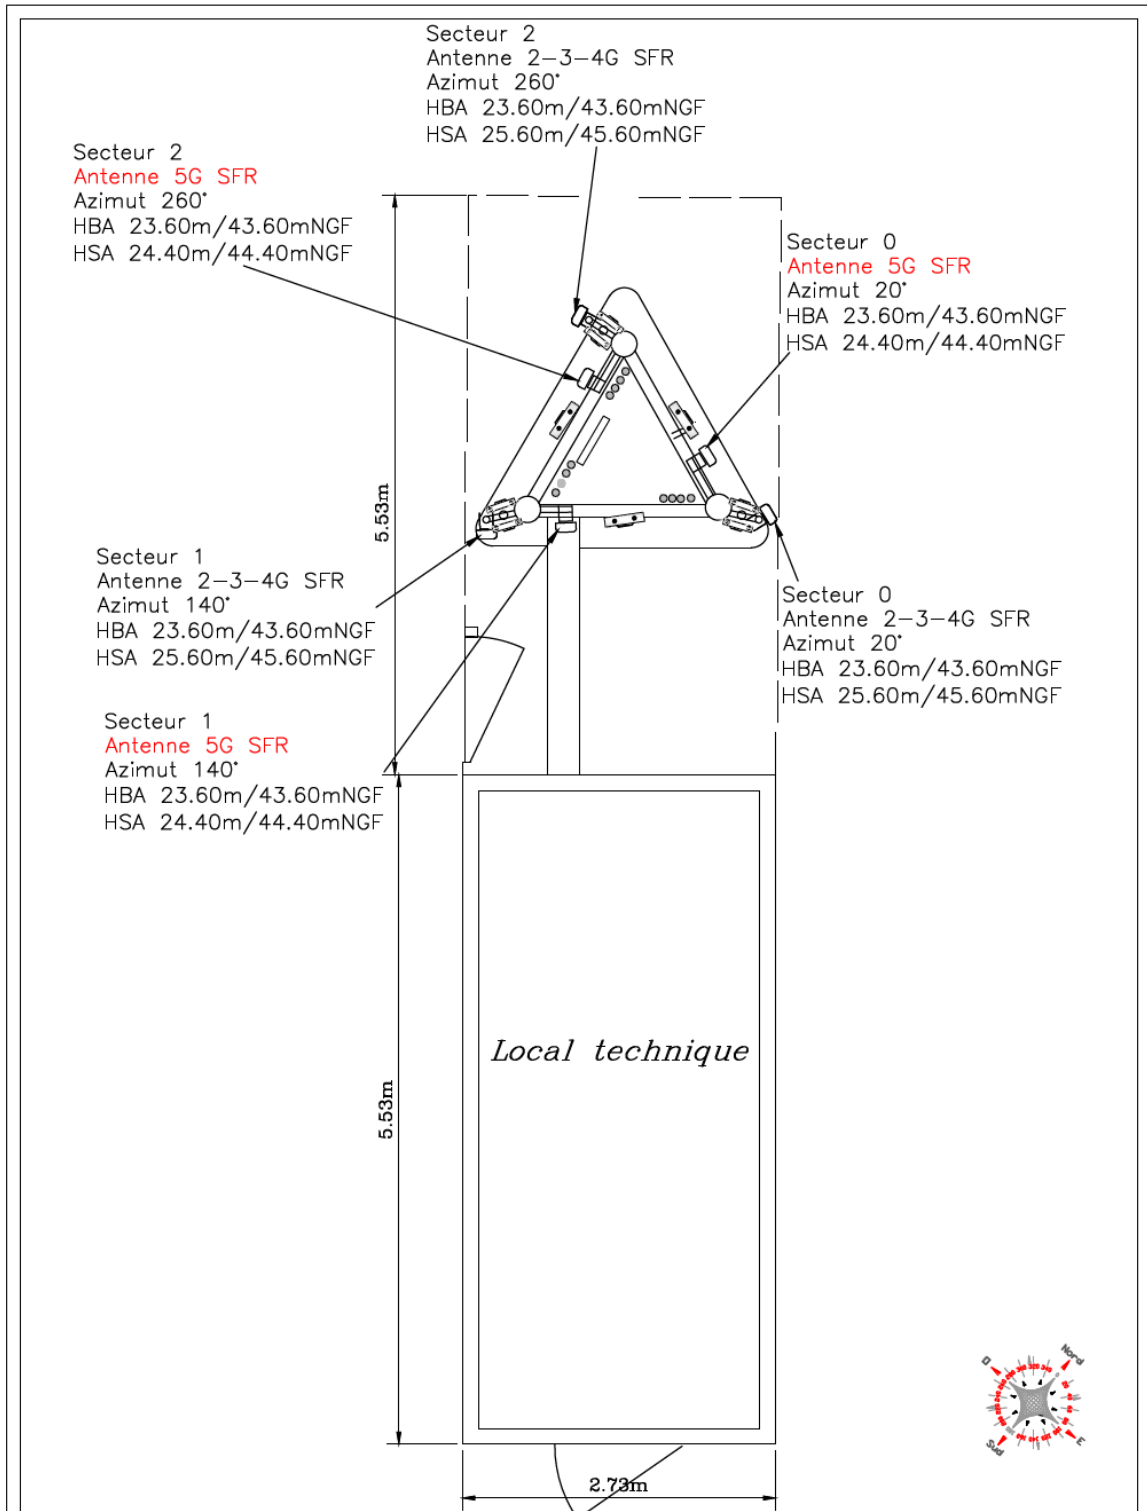 Secteur 2
Antenne 2-3-4G SFR
Azimut 260°
HBA 23.60m/43.60mNGF
HSA 25.60m/45.60mNGF
Secteur 2
Antenne 5G SFR
Azimut 260°
HBA 23.60m/43.60mNGF
HSA 24.40m/44.40mNGF
Secteur 0
Antenne 5G SFR
Azimut 20°
HBA 23.60m/43.60mNGF
HSA 24.40m/44.40mNGF
5.53m
Secteur 1
Antenne 2-3-4G SFR
Azimut 140°
HBA 23.60m/43.60mNGF
HSA 25.60m/45.60mNGF
Secteur 0
Antenne 2-3-4G SFR
Azimut 20°
HBA 23.60m/43.60mNGF
HSA 25.60m/45.60mNGF
Secteur 1
Antenne 5G SFR
Azimut 140°
HBA 23.60m/43.60mNGF
HSA 24.40m/44.40mNGF
Local technique
5.53m
2.73m
Nord
O
E
Sud